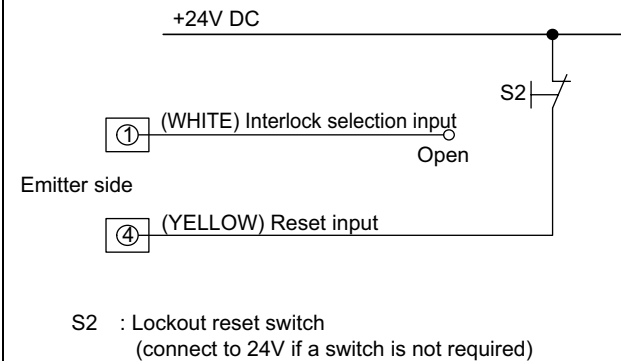 +24V DC
S2
① (WHITE) Interlock selection input
Open
Emitter side
④ (YELLOW) Reset input
S2 : Lockout reset switch
(connect to 24V if a switch is not required)